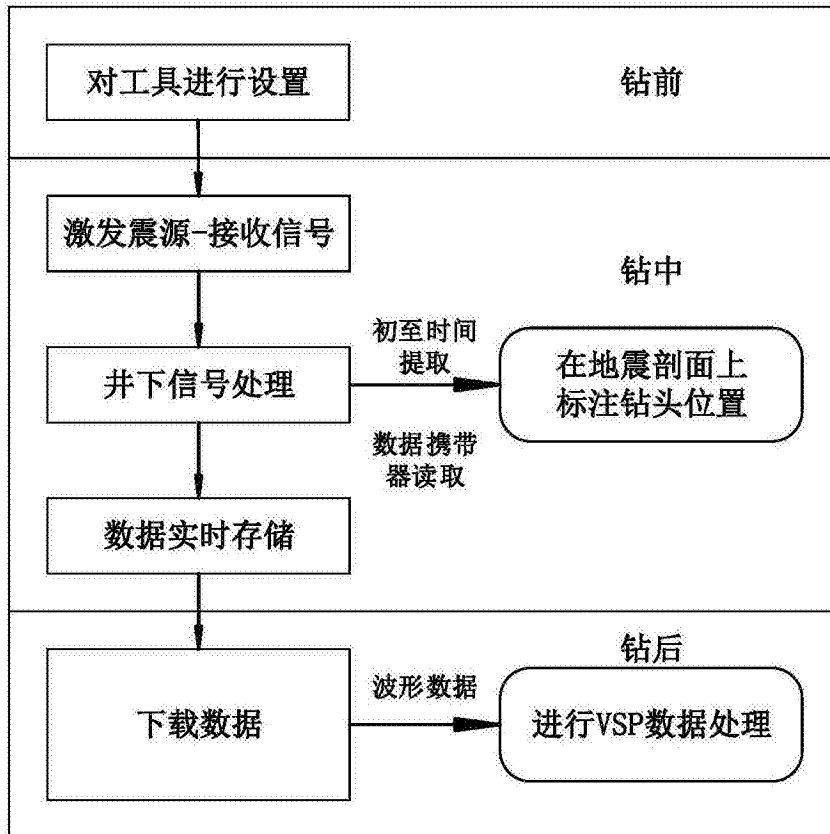 对工具进行设置
钻前
激发震源-接收信号
钻中
初至时间
提取
井下信号处理
在地震剖面上
标注钻头位置
数据携带
器读取
数据实时存储
钻后
下载数据
波形数据
进行VSP数据处理